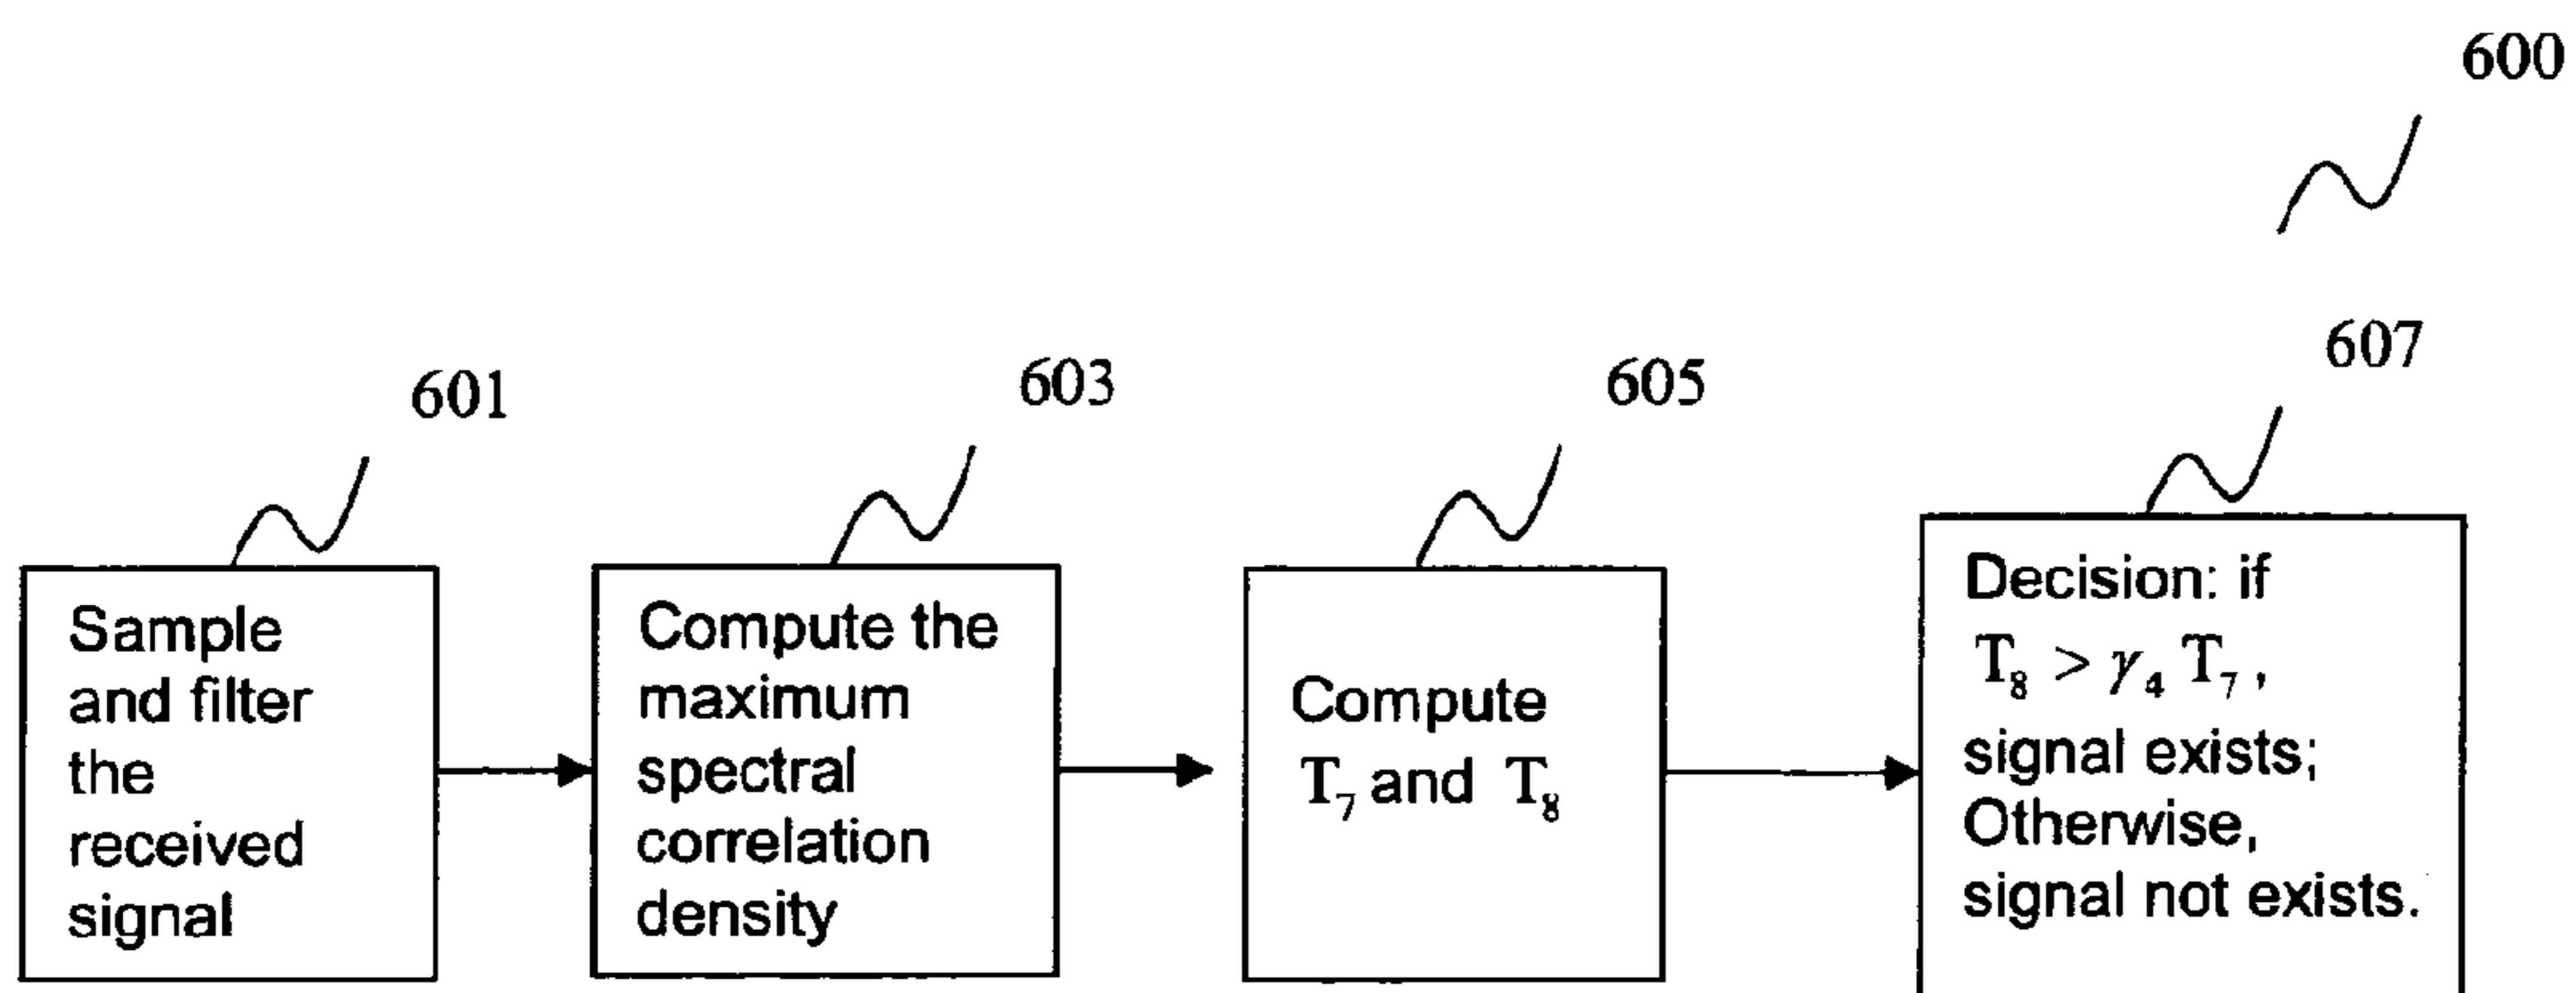 600
607
601
603
605
Sample
and filter
the
received
signal
Compute the
maximum
spectral
correlation
density
Compute
T₇ and T₈
Decision: if
T₈ > γ₄ T₇,
signal exists;
Otherwise,
signal not exists.